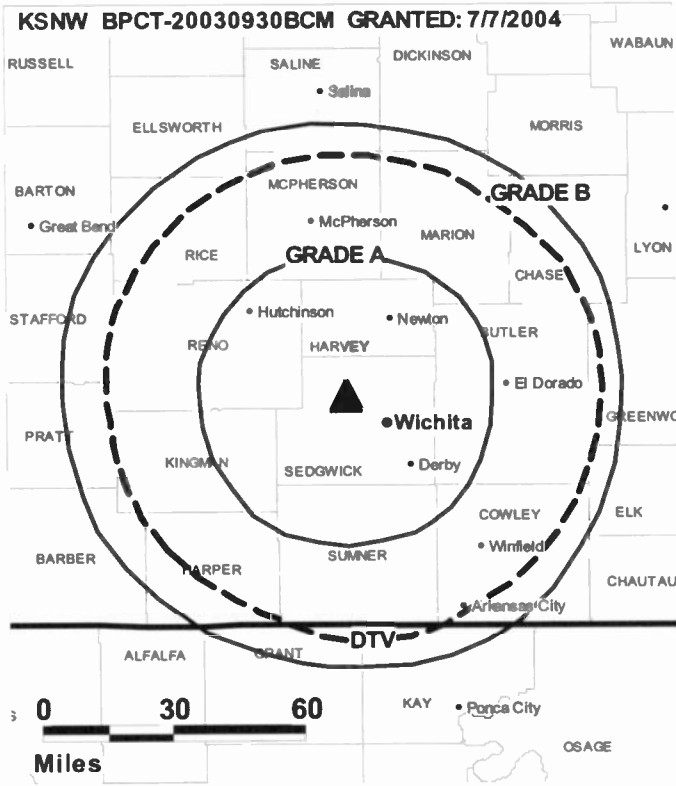 KSNW BPCT-20030930BCM GRANTED: 7/7/2004
WABAUN
DICKINSON
RUSSELL
SALINE
Salina
ELLSWORTH
MORRIS
MCPHERSON
BARTON
GRADE B
McPherson
Great Bend
MARION
LYON
RICE
GRADE A
CHASE
Hutchinson
Newton
STAFFORD
BUTLER
RENO
HARVEY
El Dorado
GREENWO
Wichita
PRATT
KINGMAN
SEDGWICK
Derby
COWLEY
ELK
Winfield
SUMNER
BARBER
HARPER
CHAUTAU
Arkansas City
DTV
ALFALFA
GRANT
KAY
Ponca City
S
0 30 60
OSAGE
Miles